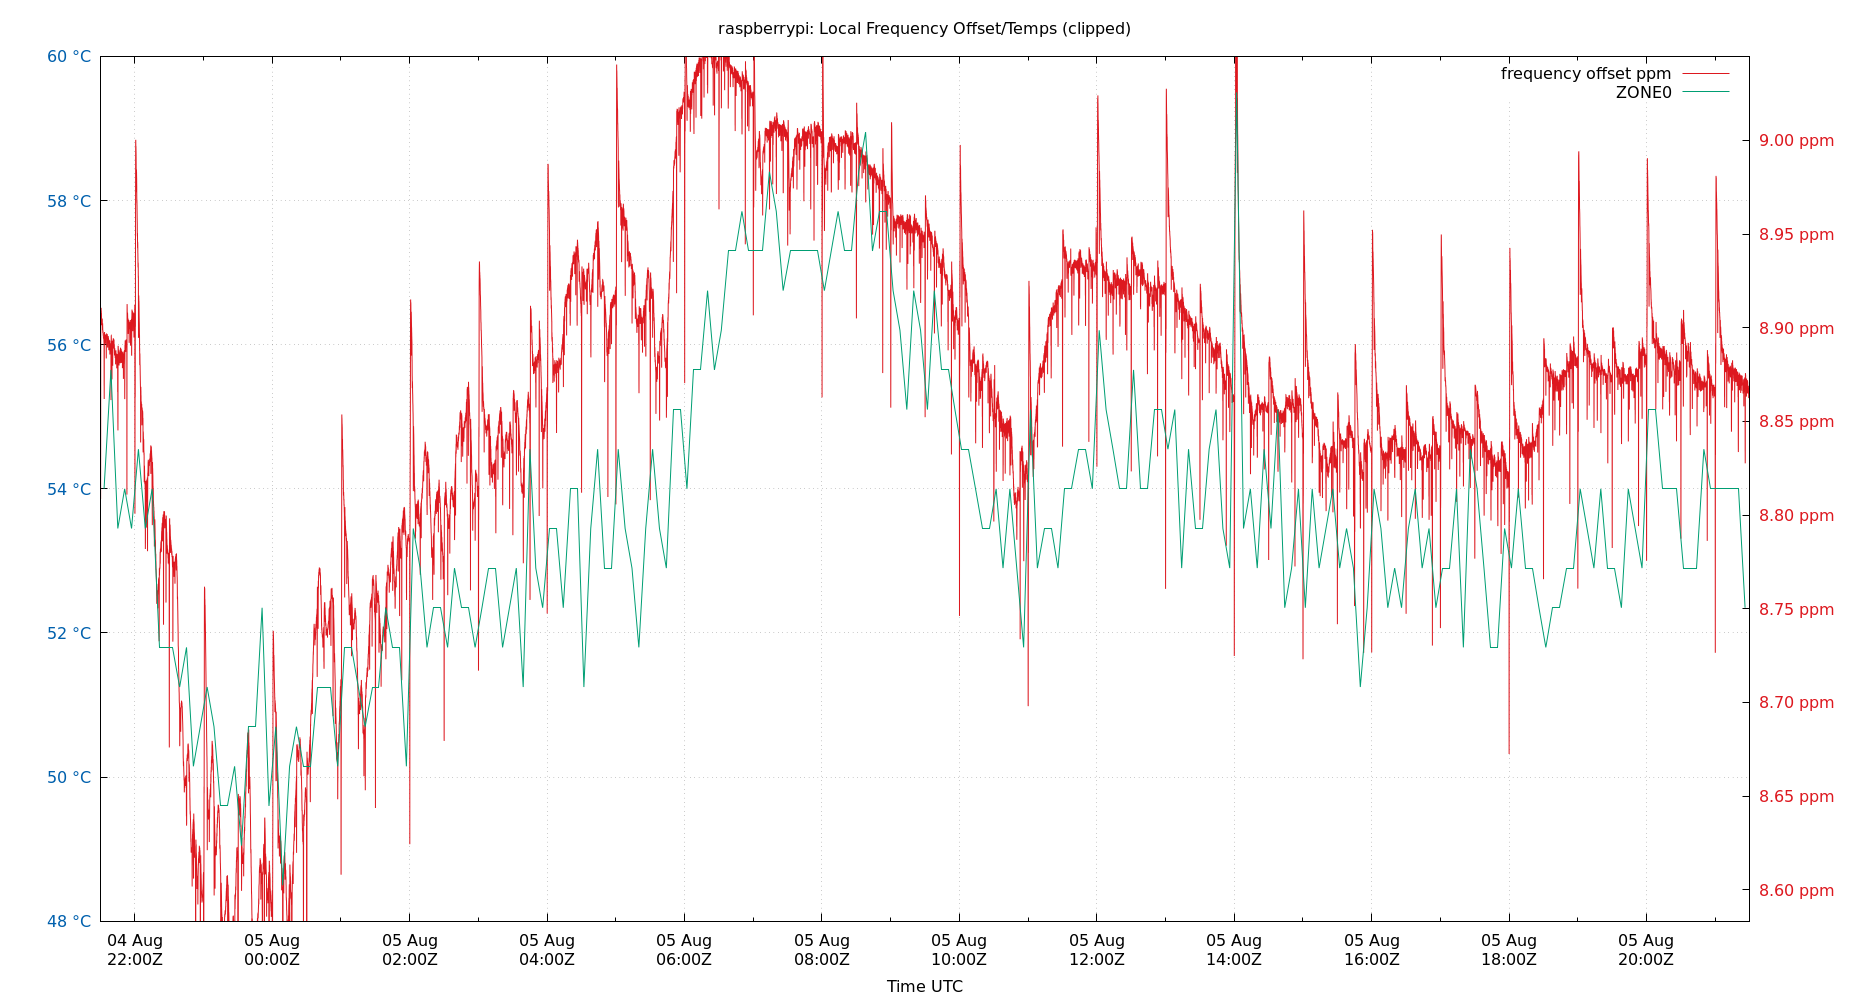 raspberrypi: Local Frequency Offset/Temps (clipped)
frequency offset ppm
ZONE0
60 °C
58 °C
56 °C
54 °C
52 °C
50 °C
48 °C
9.00 ppm
8.95 ppm
8.90 ppm
8.85 ppm
8.80 ppm
8.75 ppm
8.70 ppm
8.65 ppm
8.60 ppm
04 Aug 05 Aug 05 Aug 05 Aug 05 Aug 05 Aug 05 Aug 05 Aug 05 Aug 05 Aug 05 Aug 05 Aug
22:00Z 00:00Z 02:00Z 04:00Z 06:00Z 08:00Z 10:00Z 12:00Z 14:00Z 16:00Z 18:00Z 20:00Z
Time UTC